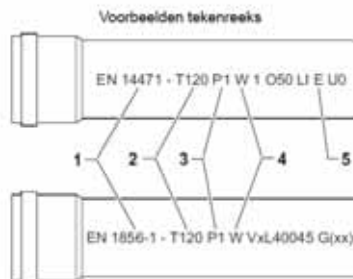 Voorbeelden tekenreeks
EN 14471 - T120 P1 W 1 O50 LI E U0
1 2 3 4 5
EN 1856-1 - T120 P1 W VxL40045 G(xx)